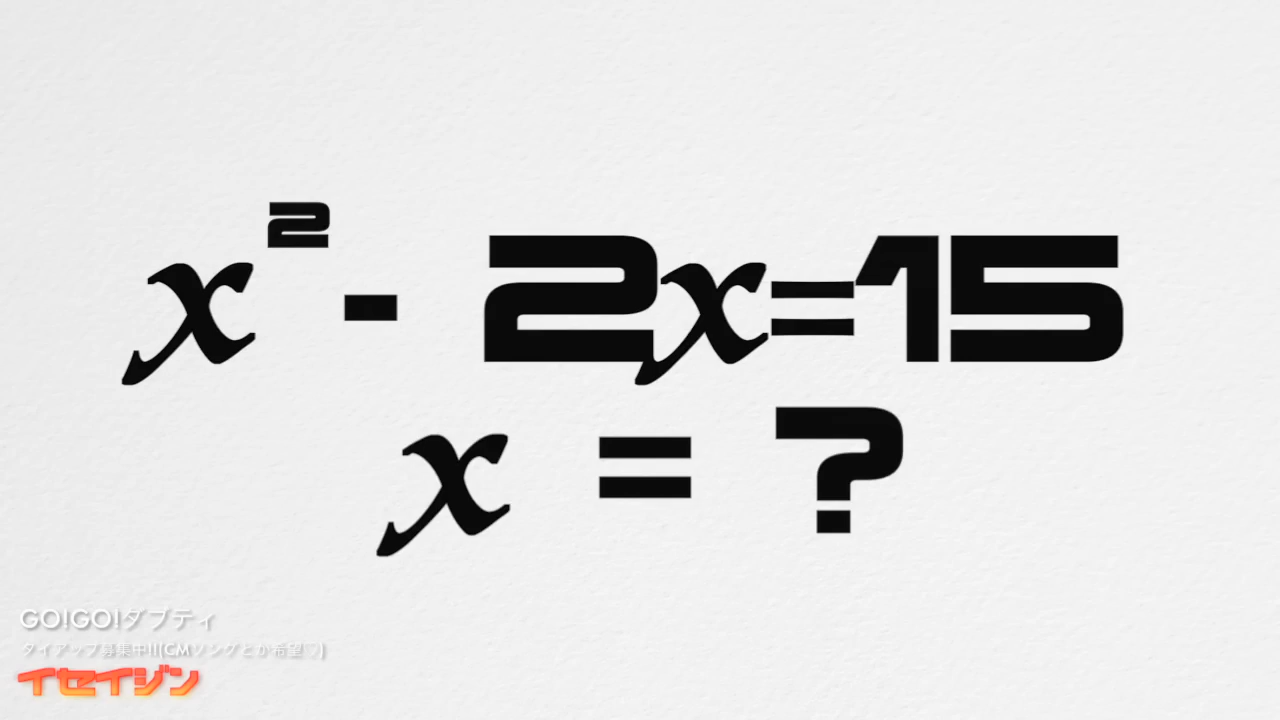 x² - 2x=15
x = ?
GO!GO!ダブティ
タイアップ募集中!!(CMソングとか希望♡)
イセイジン